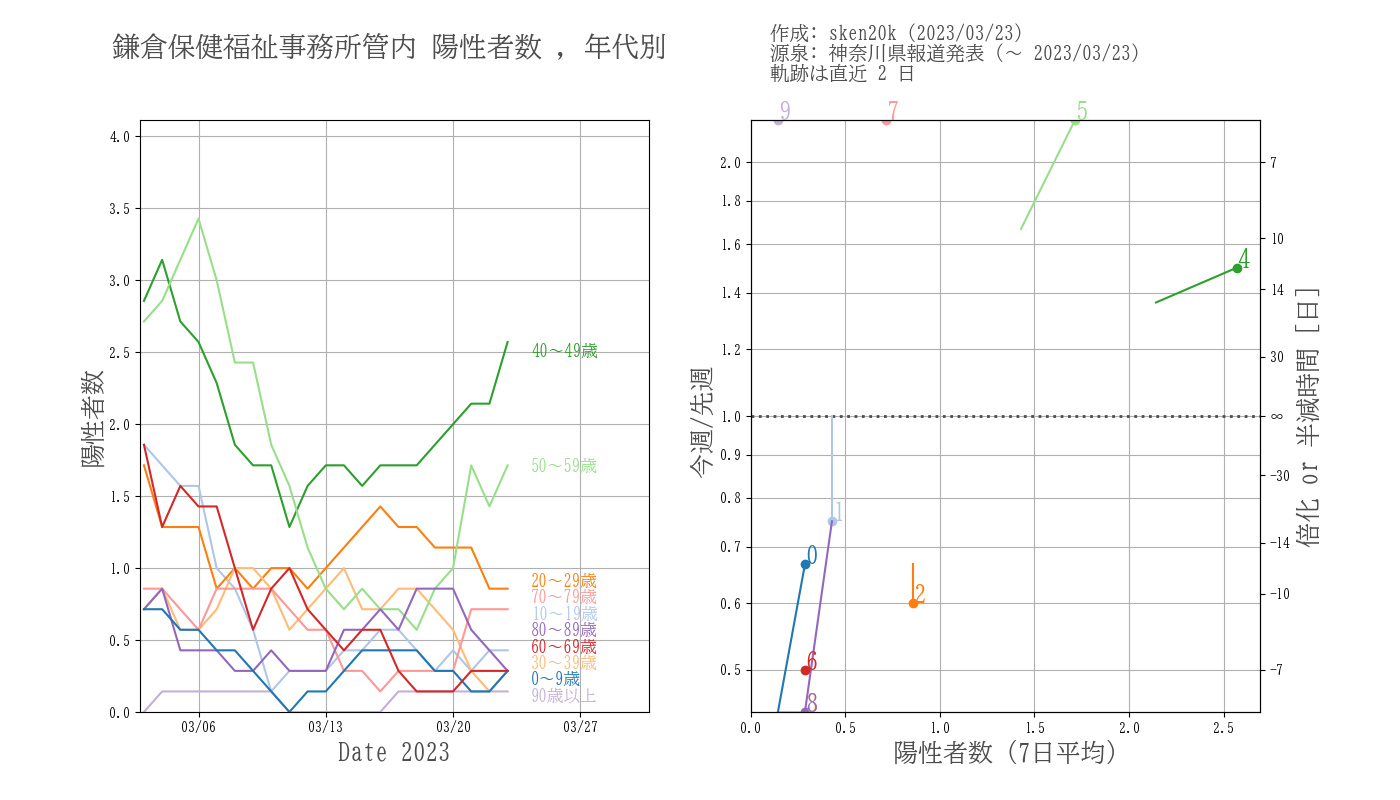 鎌倉保健福祉事務所管内 陽性者数 , 年代別
作成: sken20k (2023/03/23)
源泉: 神奈川県報道発表 (〜 2023/03/23)
軌跡は直近 2 日
陽性者数
4.0
3.5
3.0
2.5
2.0
1.5
1.0
0.5
0.0
03/06
03/13
03/20
03/27
Date 2023
40〜49歳
50〜59歳
20〜29歳
70〜79歳
10〜19歳
80〜89歳
60〜69歳
30〜39歳
0〜9歳
90歳以上
今週/先週
2.0
1.8
1.6
1.4
1.2
1.0
0.9
0.8
0.7
0.6
0.5
9
7
5
4
1
0
2
6
8
0.0
0.5
1.0
1.5
2.0
2.5
陽性者数 (7日平均)
7
10
14
30
∞
-30
-14
-10
-7
倍化 or 半減時間 [日]